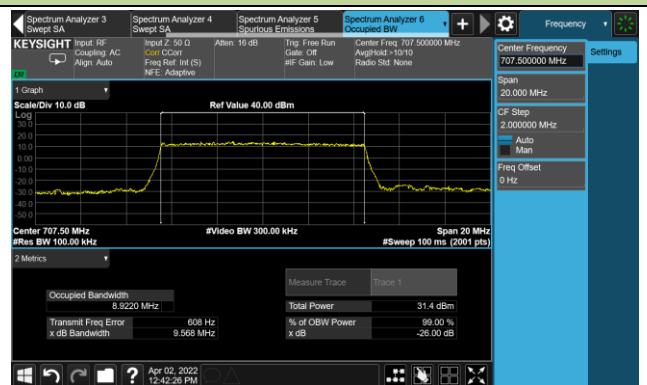 Spectrum Analyzer 3
Swept SA
Spectrum Analyzer 4
Swept SA
Spectrum Analyzer 5
Spurious Emissions
Spectrum Analyzer 6
Occupied BW
Frequency
KEYSIGHT
Input: RF
Coupling: AC
Align: Auto
Input Z: 50 Ω
Corr CCorr
Freq Ref: Int (S)
NFE: Adaptive
Atten: 16 dB
Trig: Free Run
Gate: Off
#IF Gain: Low
Center Freq: 707.500000 MHz
Avg|Hold:>10/10
Radio Std: None
Center Frequency
707.500000 MHz
Settings
Span
20.000 MHz
CF Step
2.000000 MHz
Auto
Man
Freq Offset
0 Hz
1 Graph
Scale/Div 10.0 dB
Ref Value 40.00 dBm
Log
30.0
20.0
10.0
0.00
-10.0
-20.0
-30.0
-40.0
-50.0
Center 707.50 MHz
#Video BW 300.00 kHz
Span 20 MHz
#Res BW 100.00 kHz
#Sweep 100 ms (2001 pts)
2 Metrics
Measure Trace
Trace 1
Occupied Bandwidth
8.9220 MHz
Total Power
31.4 dBm
Transmit Freq Error
608 Hz
% of OBW Power
99.00 %
x dB Bandwidth
9.568 MHz
x dB
-26.00 dB
Apr 02, 2022
12:42:26 PM